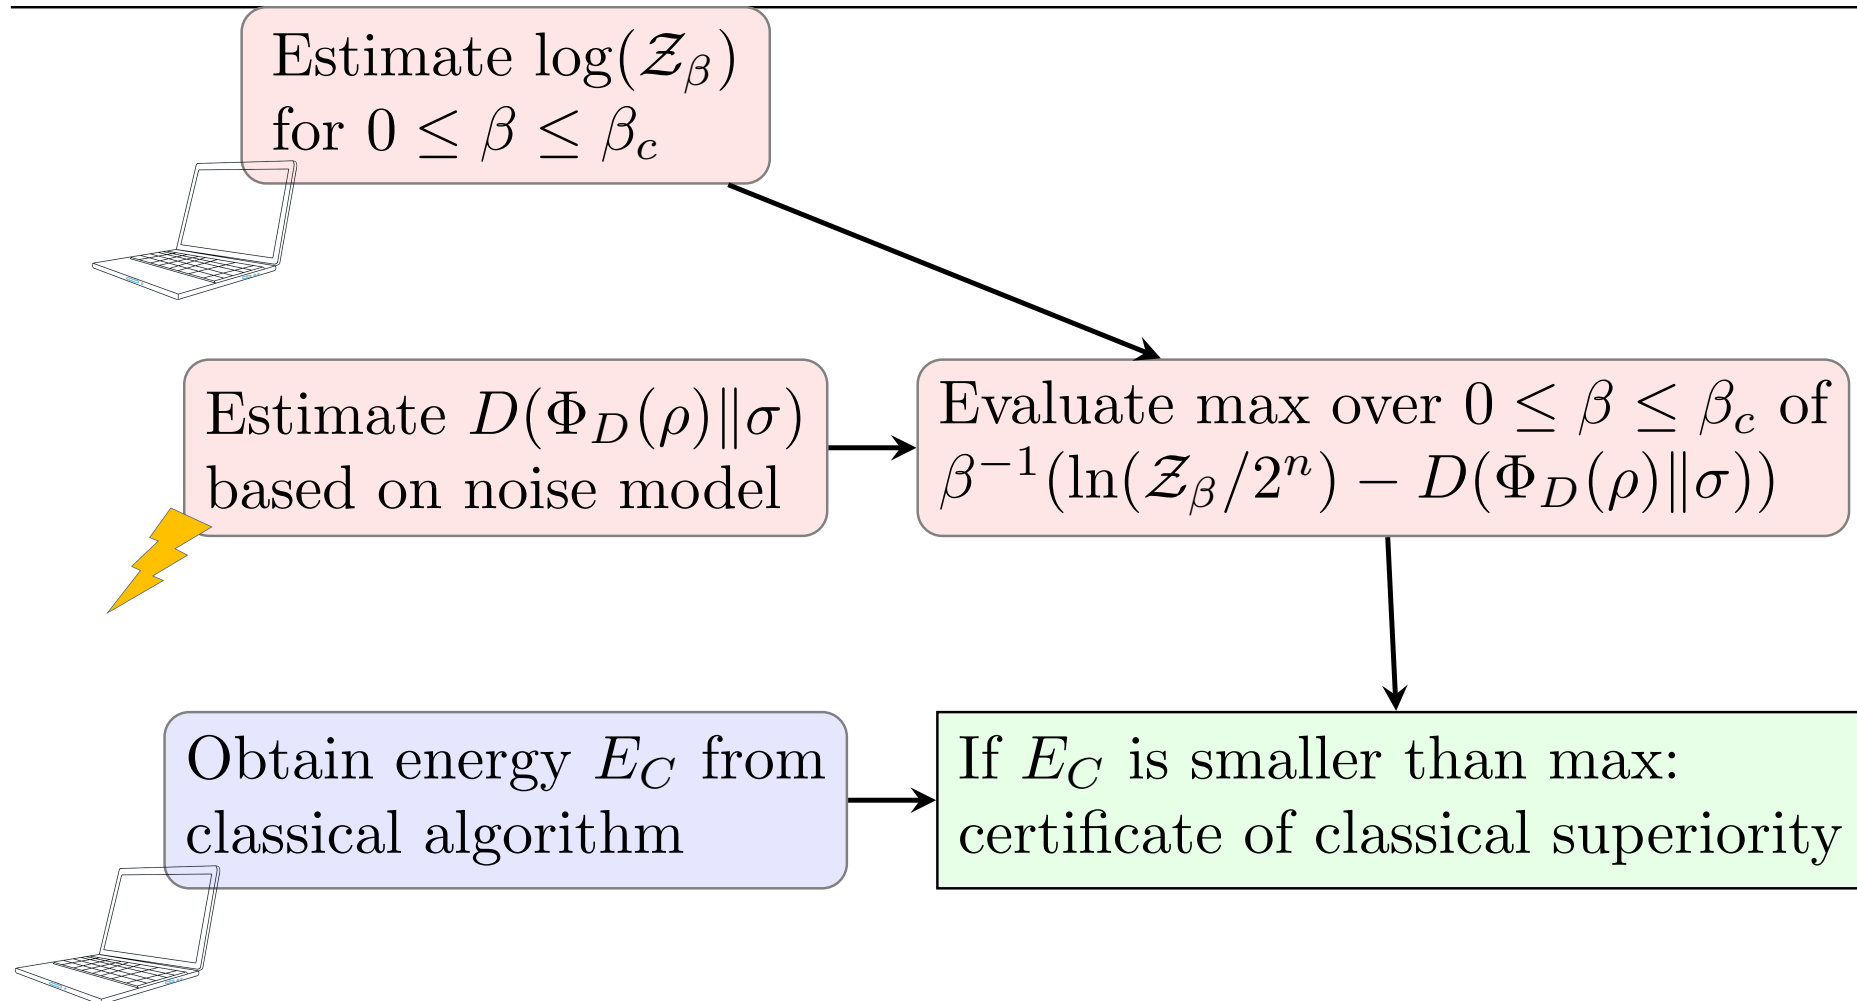 Estimate log(𝒵_β)
for 0 ≤ β ≤ β_c
Estimate D(Φ_D(ρ)‖σ)
based on noise model
Evaluate max over 0 ≤ β ≤ β_c of
β^{−1}(ln(𝒵_β/2^n) − D(Φ_D(ρ)‖σ))
Obtain energy E_C from
classical algorithm
If E_C is smaller than max:
certificate of classical superiority